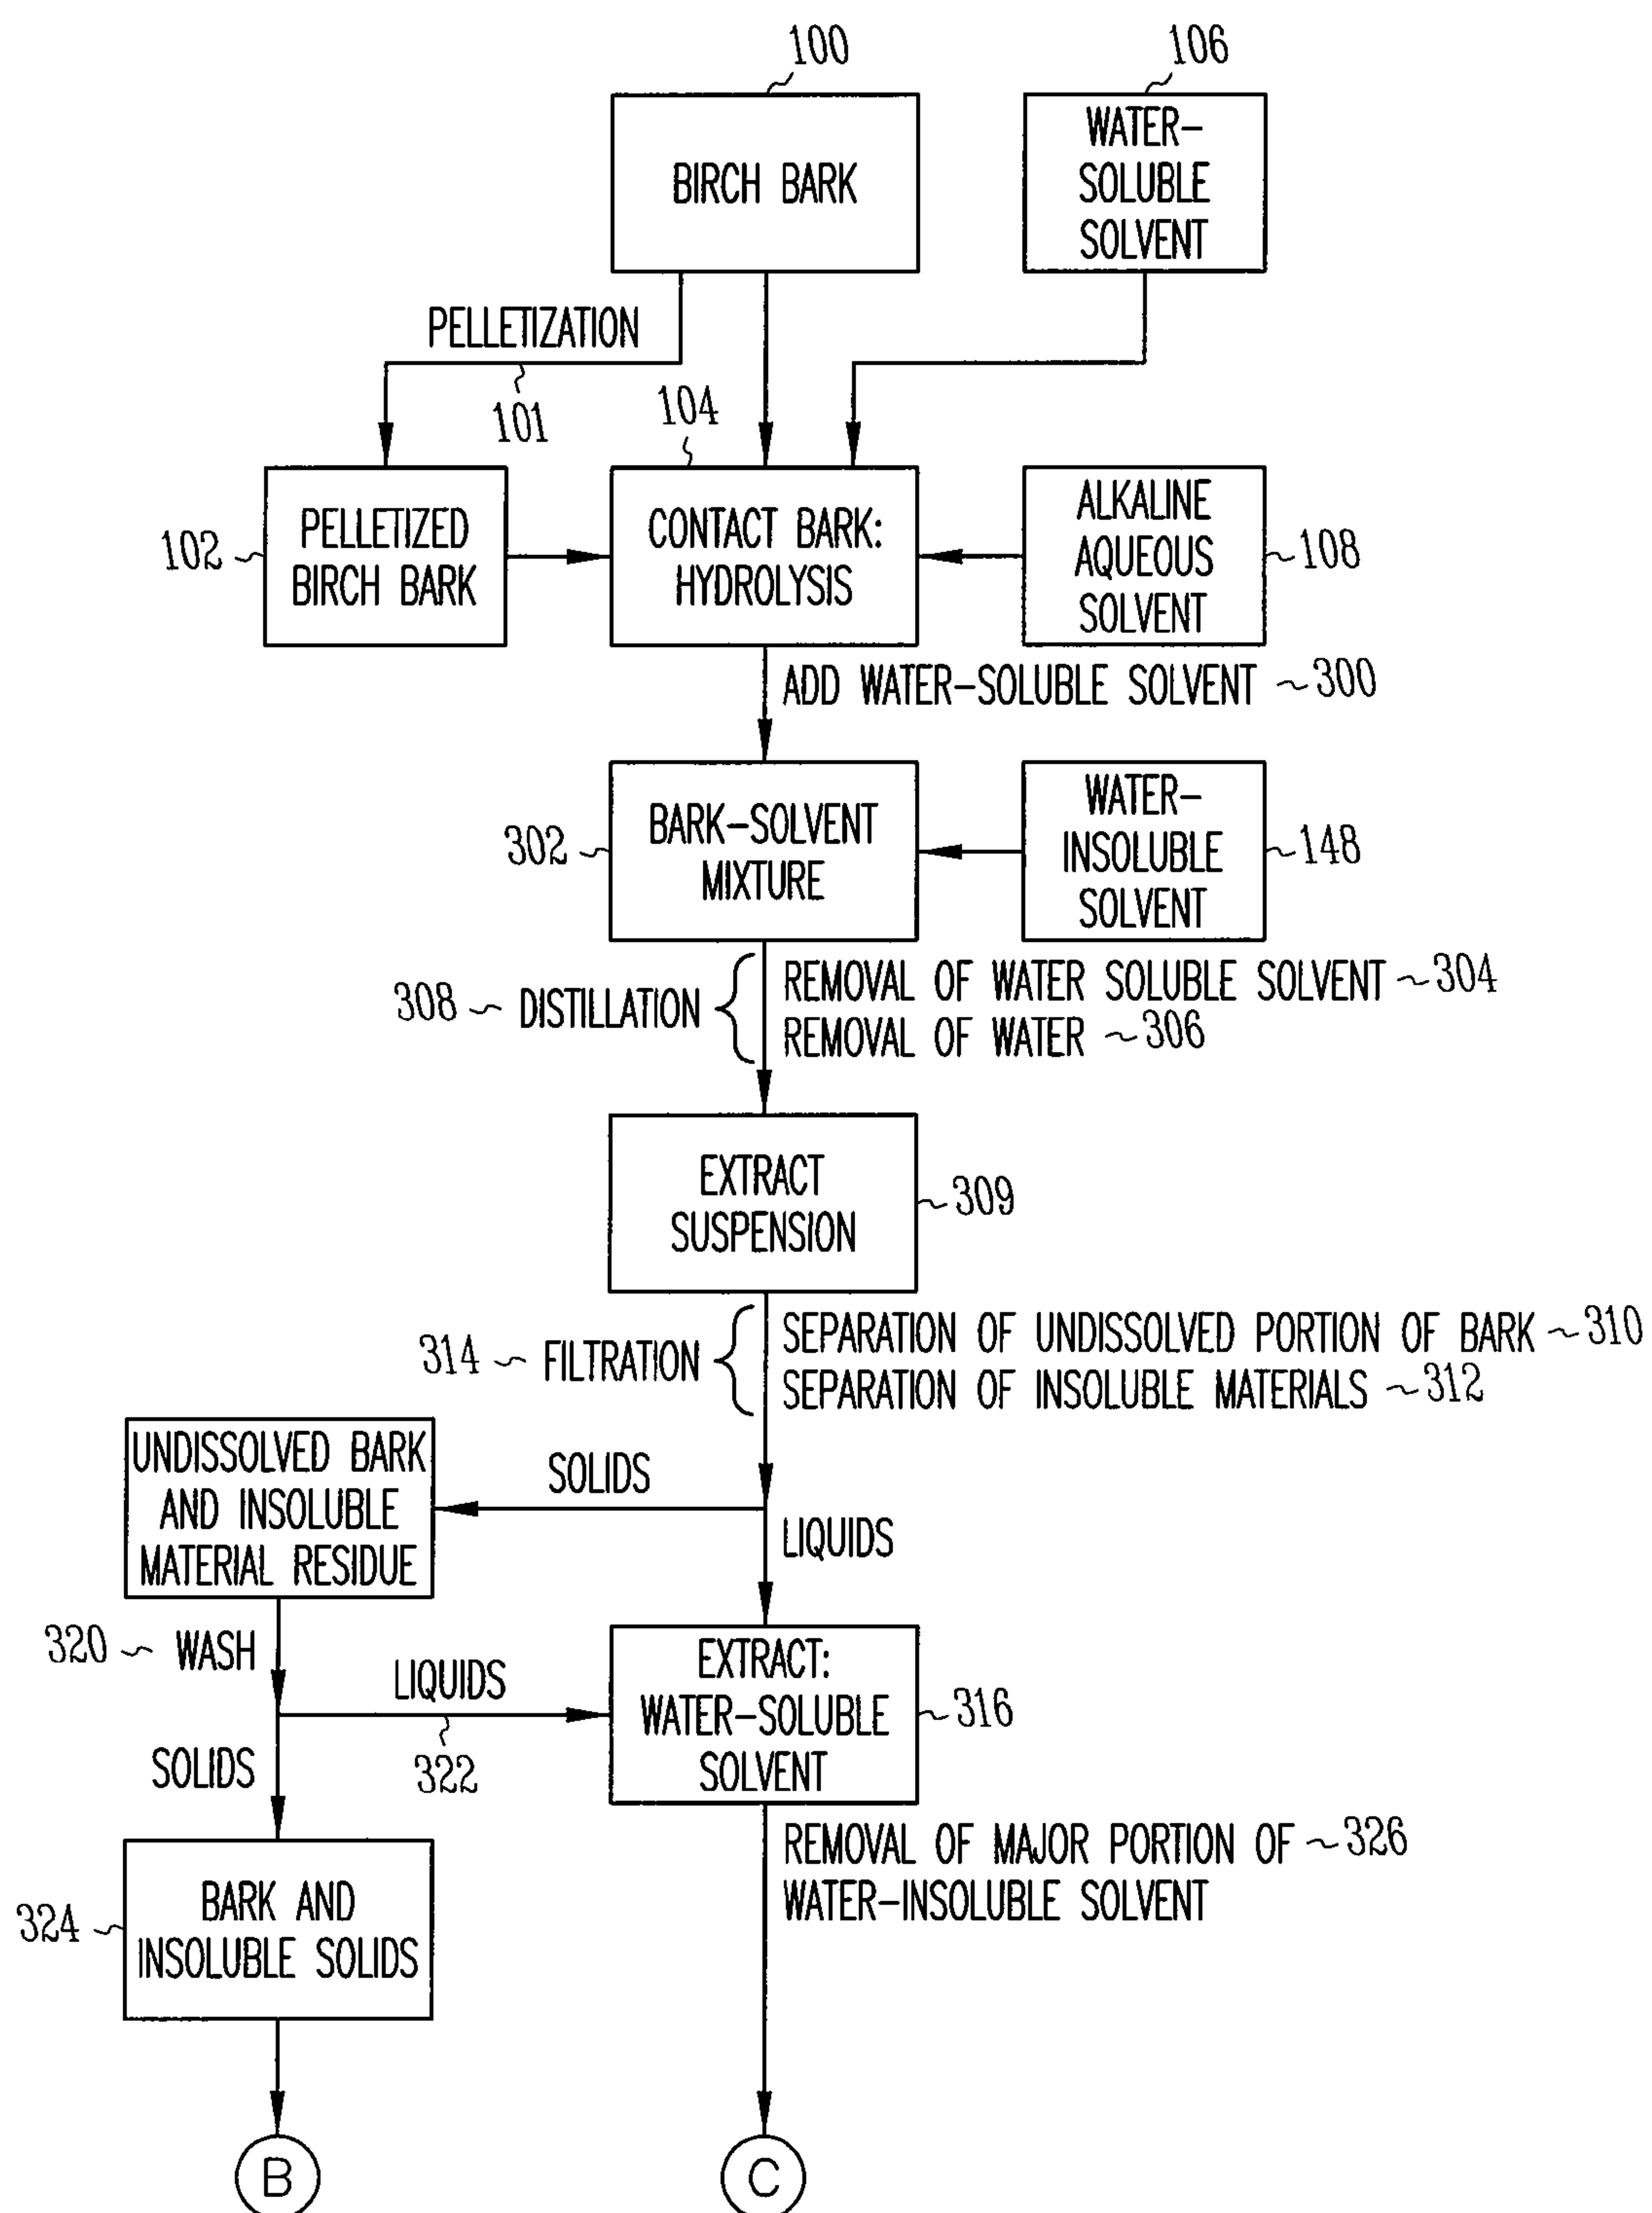 100
106
BIRCH BARK
WATER-
SOLUBLE
SOLVENT
PELLETIZATION
101
104
102
PELLETIZED
BIRCH BARK
CONTACT BARK:
HYDROLYSIS
ALKALINE
AQUEOUS
SOLVENT
108
ADD WATER-SOLUBLE SOLVENT 300
302
BARK-SOLVENT
MIXTURE
WATER-
INSOLUBLE
SOLVENT
148
308 DISTILLATION
REMOVAL OF WATER SOLUBLE SOLVENT 304
REMOVAL OF WATER 306
EXTRACT
SUSPENSION
309
314 FILTRATION
SEPARATION OF UNDISSOLVED PORTION OF BARK 310
SEPARATION OF INSOLUBLE MATERIALS 312
UNDISSOLVED BARK
AND INSOLUBLE
MATERIAL RESIDUE
SOLIDS
LIQUIDS
320 WASH
LIQUIDS
322
EXTRACT:
WATER-SOLUBLE
SOLVENT
316
SOLIDS
REMOVAL OF MAJOR PORTION OF 326
WATER-INSOLUBLE SOLVENT
324
BARK AND
INSOLUBLE SOLIDS
B
C